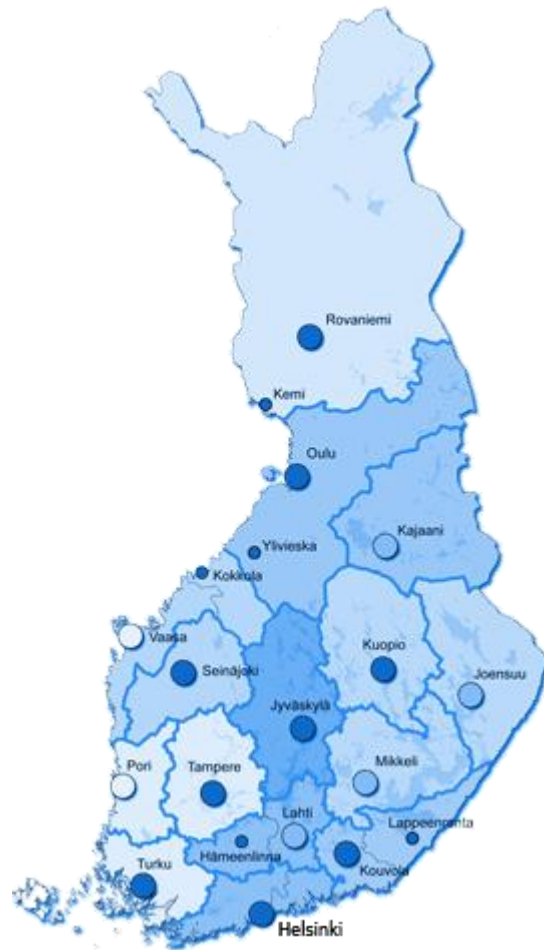 Rovaniemi
Kemi
Oulu
Kajaani
Ylivieska
Kokkola
Vaasa
Kuopio
Seinäjoki
Joensuu
Jyväskylä
Pori
Tampere
Mikkeli
Lahti
Lappeenranta
Hämeenlinna
Turku
Kouvola
Helsinki